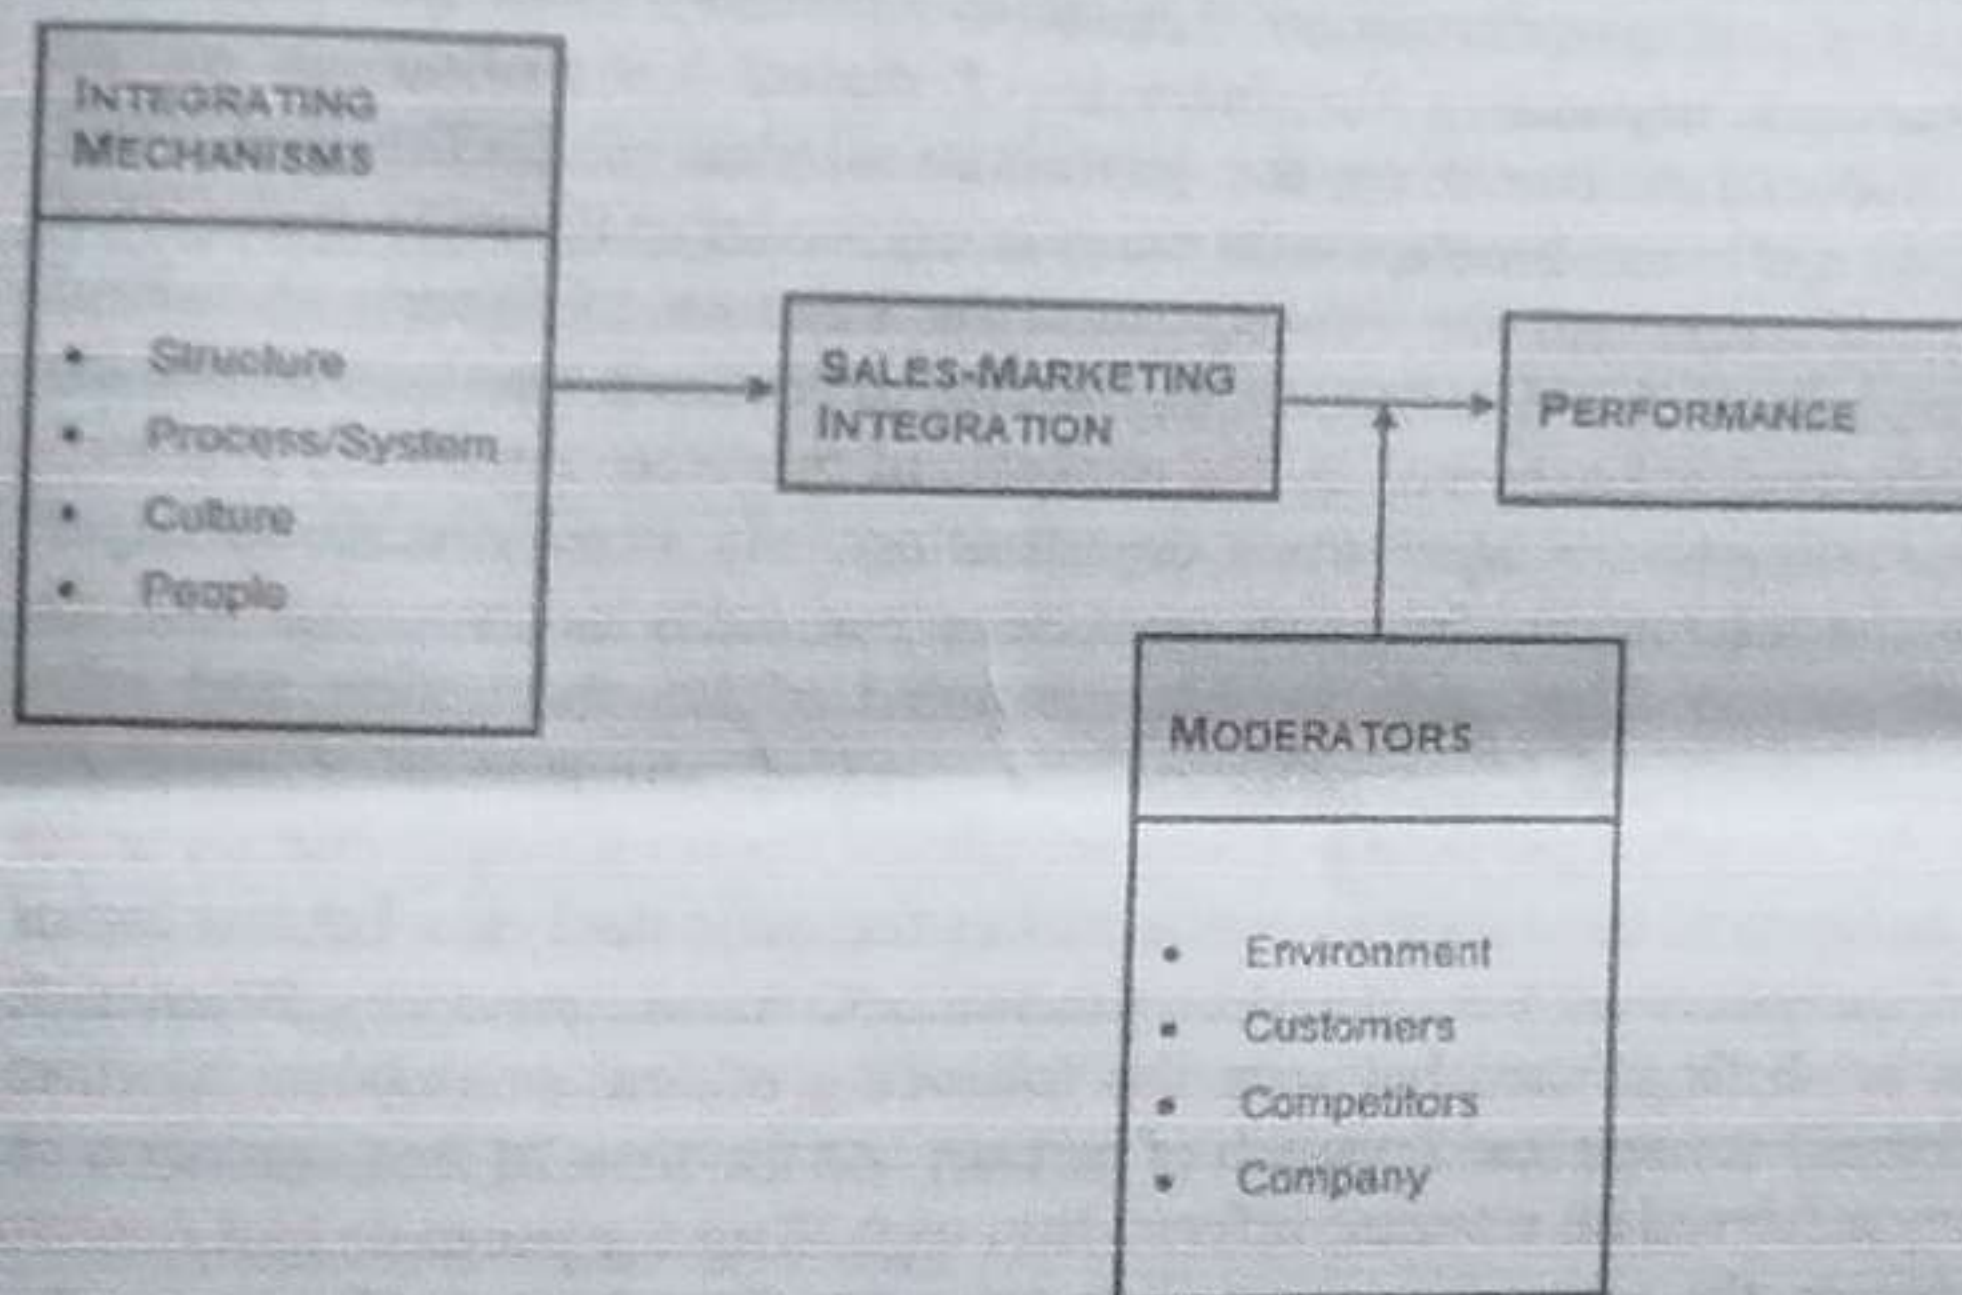 INTEGRATING
MECHANISMS
• Structure
• Process/System
• Culture
• People
SALES-MARKETING
INTEGRATION
PERFORMANCE
MODERATORS
• Environment
• Customers
• Competitors
• Company